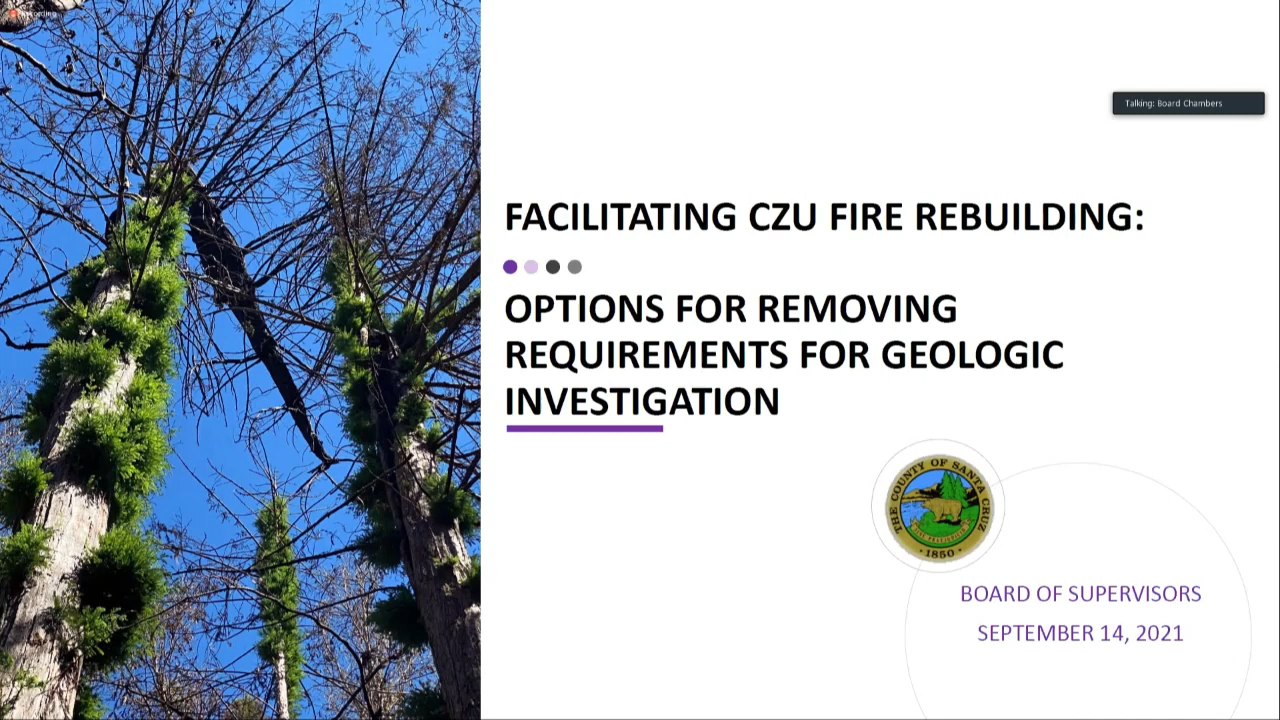 Recording
Talking: Board Chambers
FACILITATING CZU FIRE REBUILDING:
OPTIONS FOR REMOVING
REQUIREMENTS FOR GEOLOGIC
INVESTIGATION
THE COUNTY OF SANTA CRUZ
· 1850 ·
BOARD OF SUPERVISORS
SEPTEMBER 14, 2021